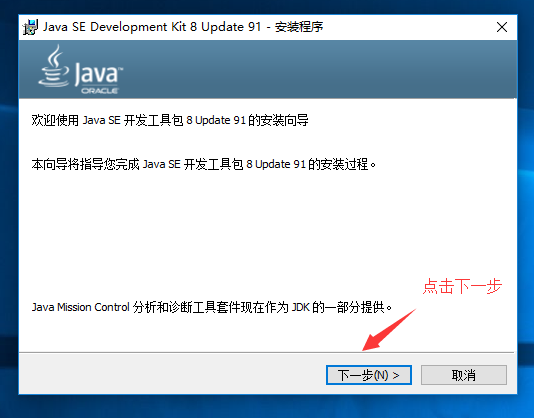 Java SE Development Kit 8 Update 91 - 安装程序
Java™
ORACLE
欢迎使用 Java SE 开发工具包 8 Update 91 的安装向导
本向导将指导您完成 Java SE 开发工具包 8 Update 91 的安装过程。
点击下一步
Java Mission Control 分析和诊断工具套件现在作为 JDK 的一部分提供。
下一步(N) >
取消